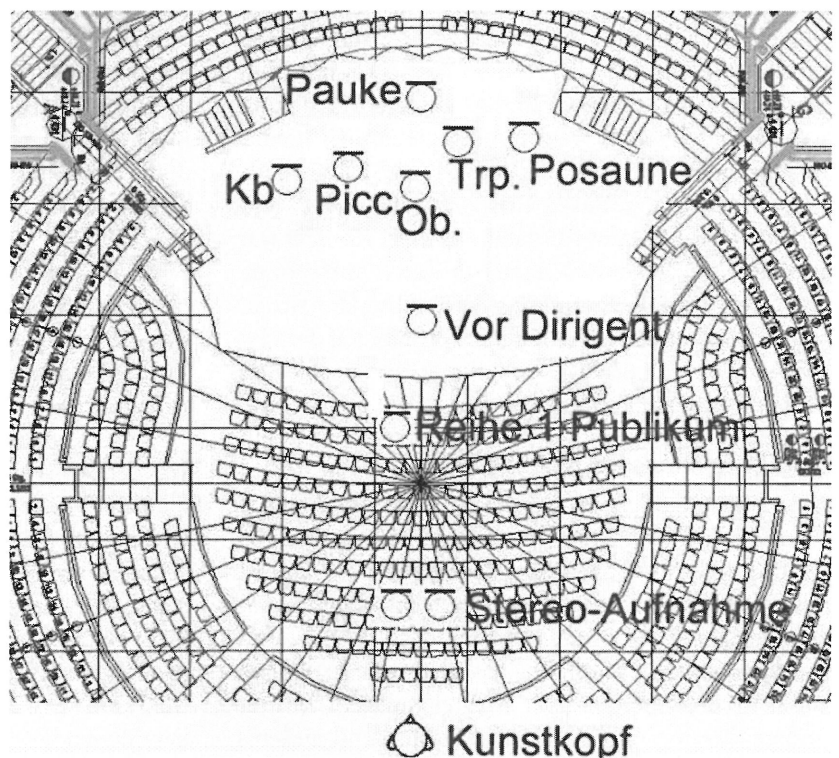 Pauke
Trp.
Posaune
Kb
Picc.
Ob.
Vor Dirigent
Reihe 1 Publikum
Stereo-Aufnahme
Kunstkopf